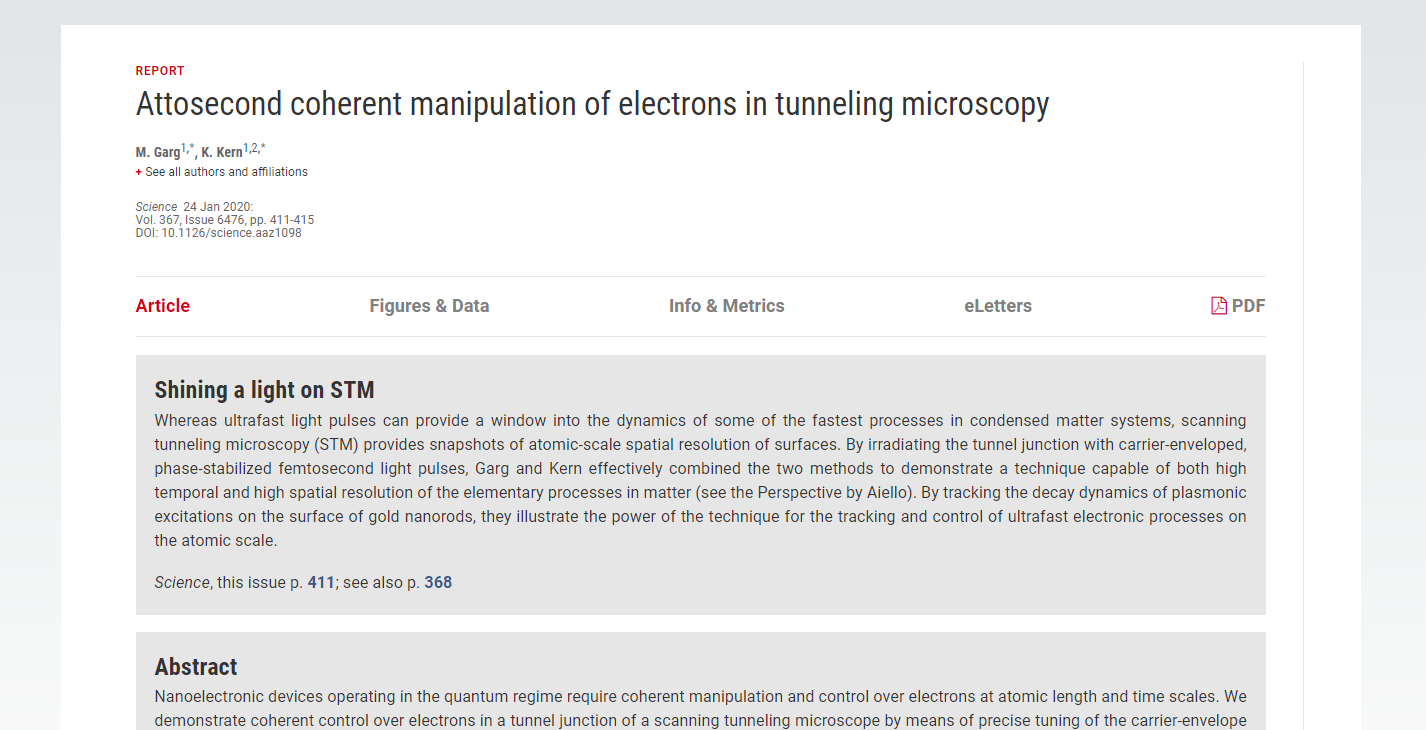 REPORT
Attosecond coherent manipulation of electrons in tunneling microscopy
M. Garg1,*, K. Kern1,2,*
+ See all authors and affiliations
Science 24 Jan 2020:
Vol. 367, Issue 6476, pp. 411-415
DOI: 10.1126/science.aaz1098
Article Figures & Data Info & Metrics eLetters PDF
Shining a light on STM
Whereas ultrafast light pulses can provide a window into the dynamics of some of the fastest processes in condensed matter systems, scanning
tunneling microscopy (STM) provides snapshots of atomic-scale spatial resolution of surfaces. By irradiating the tunnel junction with carrier-enveloped,
phase-stabilized femtosecond light pulses, Garg and Kern effectively combined the two methods to demonstrate a technique capable of both high
temporal and high spatial resolution of the elementary processes in matter (see the Perspective by Aiello). By tracking the decay dynamics of plasmonic
excitations on the surface of gold nanorods, they illustrate the power of the technique for the tracking and control of ultrafast electronic processes on
the atomic scale.
Science, this issue p. 411; see also p. 368
Abstract
Nanoelectronic devices operating in the quantum regime require coherent manipulation and control over electrons at atomic length and time scales. We
demonstrate coherent control over electrons in a tunnel junction of a scanning tunneling microscope by means of precise tuning of the carrier-envelope